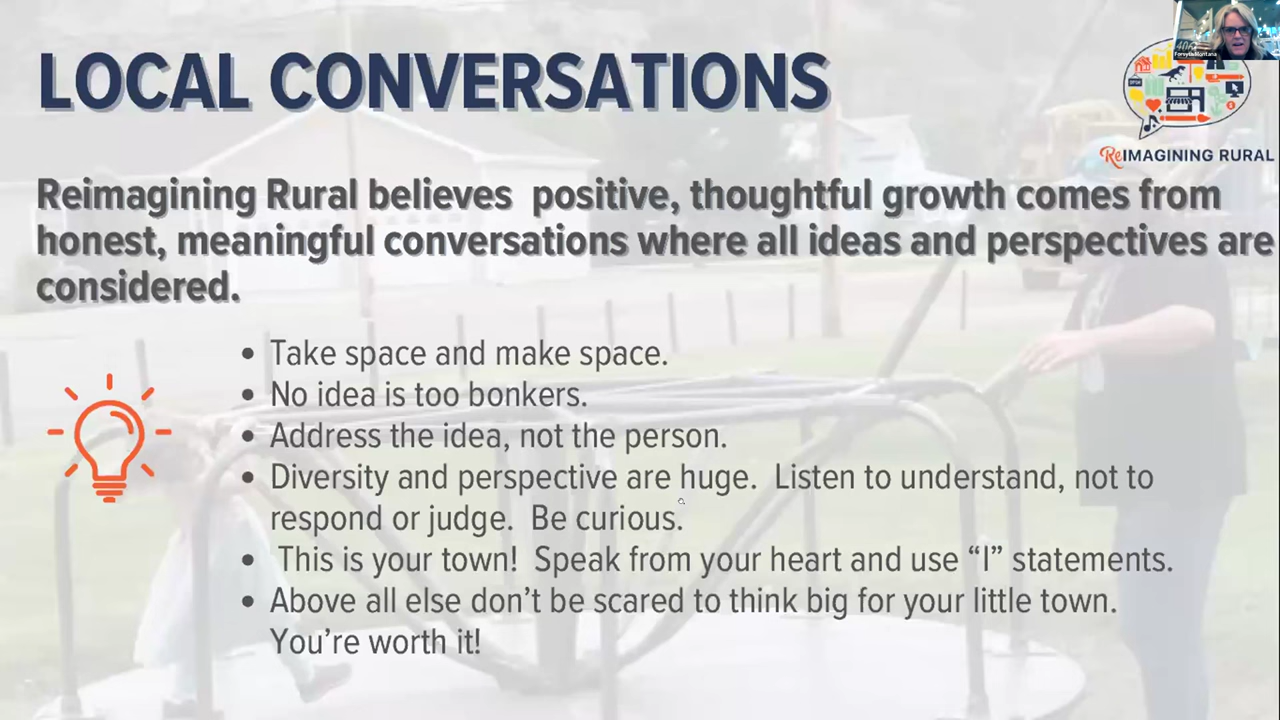 LOCAL CONVERSATIONS
Forsyth Montana
ReIMAGINING RURAL
Reimagining Rural believes  positive, thoughtful growth comes from
honest, meaningful conversations where all ideas and perspectives are
considered.
• Take space and make space.
• No idea is too bonkers.
• Address the idea, not the person.
• Diversity and perspective are huge.  Listen to understand, not to
respond or judge.  Be curious.
•  This is your town!  Speak from your heart and use “I” statements.
• Above all else don’t be scared to think big for your little town.
You’re worth it!